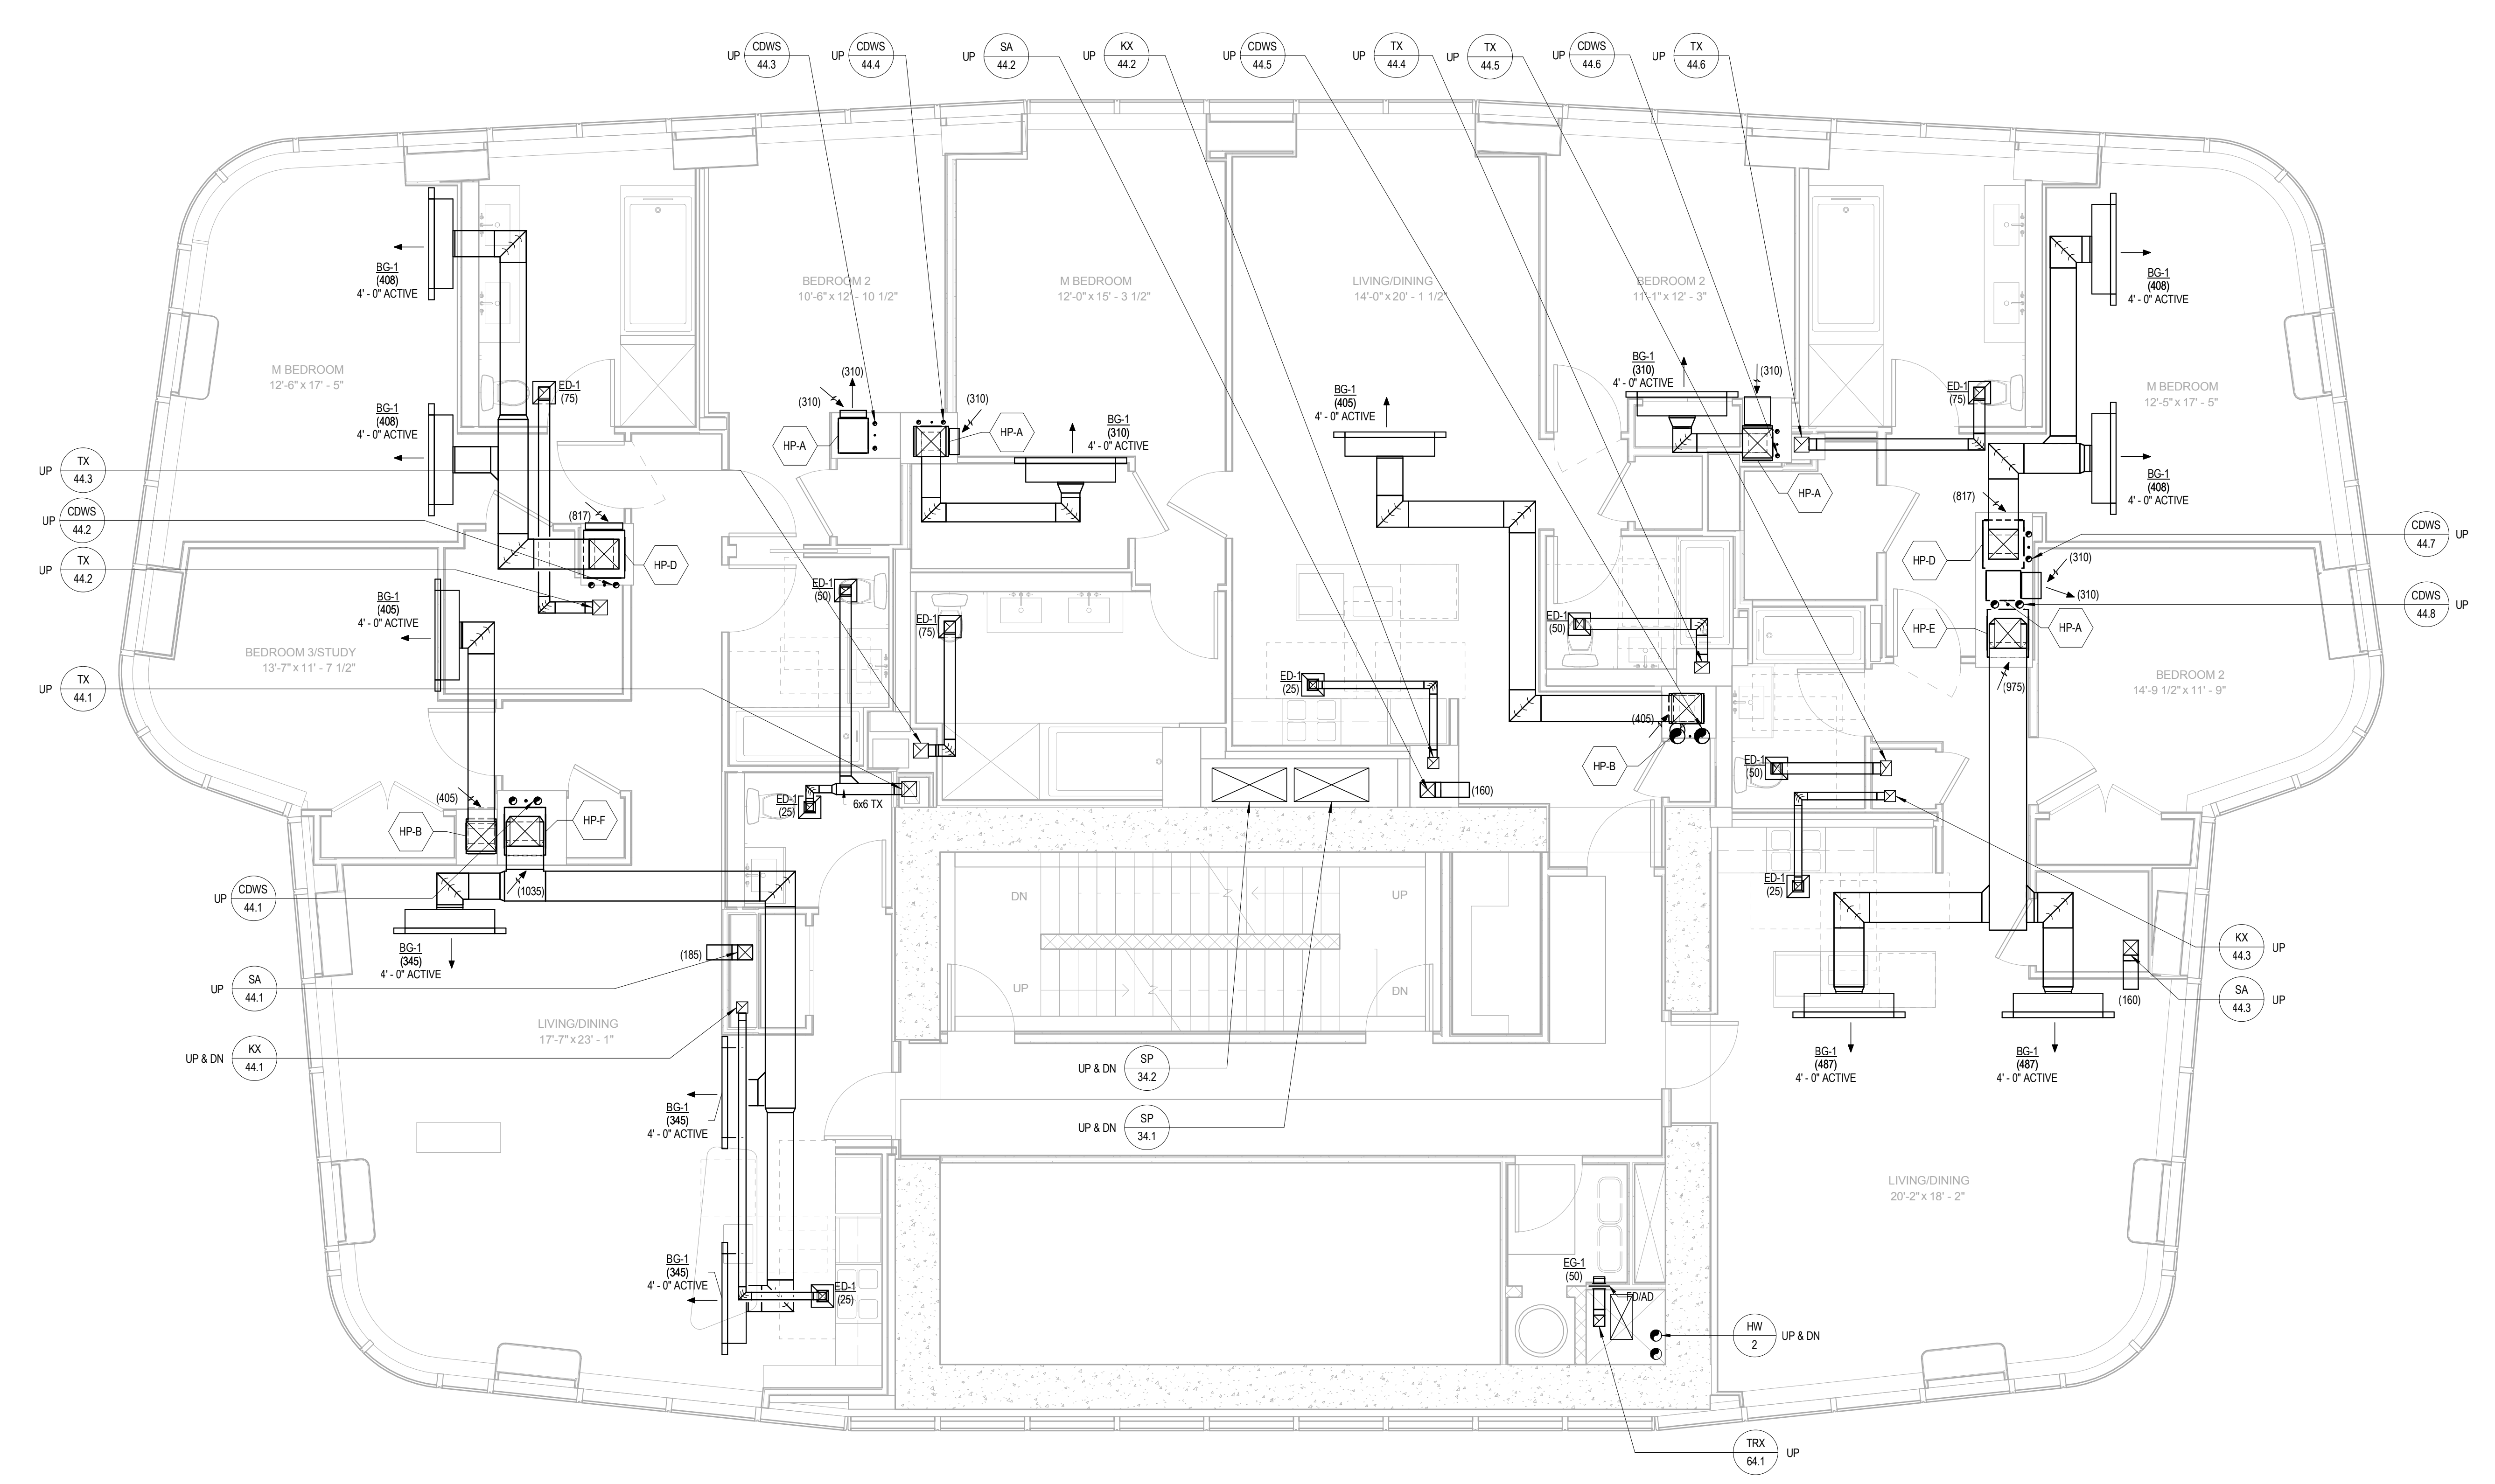 UP CDWS 44.3
UP CDWS 44.4
UP SA 44.2
UP KX 44.2
UP CDWS 44.5
UP TX 44.4
UP TX 44.5
UP CDWS 44.6
UP TX 44.6
BG-1
(408)
4' - 0" ACTIVE
BEDROOM 2
10'-6" x 12' - 10 1/2"
M BEDROOM
12'-0" x 15' - 3 1/2"
LIVING/DINING
14'-0" x 20' - 1 1/2"
BEDROOM 2
11'-1" x 12' - 3"
BG-1
(408)
4' - 0" ACTIVE
M BEDROOM
12'-6" x 17' - 5"
ED-1
(75)
(310)
(310)
(310)
BG-1
(405)
4' - 0" ACTIVE
BG-1
(310)
4' - 0" ACTIVE
(310)
ED-1
(75)
M BEDROOM
12'-5" x 17' - 5"
BG-1
(408)
4' - 0" ACTIVE
HP-A
HP-A
BG-1
(310)
4' - 0" ACTIVE
UP TX 44.3
BG-1
(408)
4' - 0" ACTIVE
HP-A
(817)
UP CDWS 44.2
(817)
CDWS 44.7 UP
UP TX 44.2
HP-D
HP-D
(310)
(310)
BG-1
(405)
4' - 0" ACTIVE
ED-1
(50)
ED-1
(75)
ED-1
(50)
CDWS 44.8 UP
HP-E
HP-A
BEDROOM 3/STUDY
13'-7" x 11' - 7 1/2"
UP TX 44.1
ED-1
(25)
(975)
BEDROOM 2
14'-9 1/2" x 11' - 9"
(405)
HP-B
ED-1
(50)
(405)
HP-B
HP-F
ED-1
(25)
6x6 TX
(160)
UP CDWS 44.1
(1035)
DN
UP
ED-1
(25)
BG-1
(345)
4' - 0" ACTIVE
(185)
UP SA 44.1
UP
DN
KX 44.3 UP
(160)
SA 44.3 UP
LIVING/DINING
17'-7" x 23' - 1"
UP & DN KX 44.1
UP & DN SP 34.2
BG-1
(487)
4' - 0" ACTIVE
BG-1
(487)
4' - 0" ACTIVE
BG-1
(345)
4' - 0" ACTIVE
UP & DN SP 34.1
LIVING/DINING
20'-2" x 18' - 2"
BG-1
(345)
4' - 0" ACTIVE
ED-1
(25)
EG-1
(50)
FD/AD
HW 2 UP & DN
TRX 64.1 UP